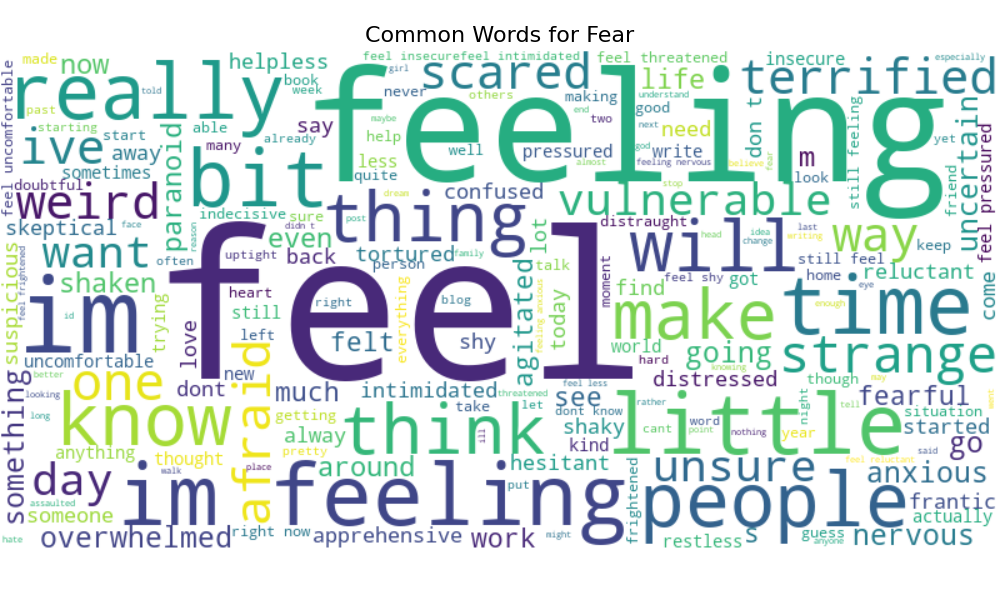 Common Words for Fear
made
now
helpless
feel insecure
feel intimidated
feel threatened
insecure
especially
really
feeling
scared
terrified
girl
told
book
week
never
others
making
life
understand
good
feel uncomfortable
past
starting
start
able
say
maybe
help
end
two
next
need
don t
still feeling
yet
uncertain
ive
away
many
already
less
well
pressured
god
write
feeling nervous
believe
fear
m
look
friend
feel pressured
sometimes
paranoid
bit
quite
almost
doubtful
weird
confused
dream
stop
vulnerable
indecisive
sure
thing
post
didn t
distraught
will
head
idea
change
last
writing
way
keep
skeptical
face
reason
even
uptight
back
tortured
family
lot
still feel
want
often
person
talk
moment
feel shy
got
home
eye
reluctant
come
suspicious
feel frightened
shaken
feel
heart
everything
agitated
feeling anxious
today
find
make
enough
time
im
id
trying
love
still
right
blog
left
felt
shy
world
hard
going
knowing
strange
uncomfortable
better
one
afraid
dont
new
much
intimidated
threatened
feel less
see
rather
distressed
though
may
fearful
want
looking
long
know
getting
take
let
dont know
think
little
night
tell
situation
something
anything
thought
pretty
alway
ill
shaky
kind
cant
word
point
nothing
year
started
go
said
feel reluctant
day
walk
place
around
hesitant
put
unsure
anxious
assaulted
someone
im feeling
frightened
people
frantic
actually
hate
overwhelmed
right now
apprehensive
work
might
restless
s
guess
anyone
nervous